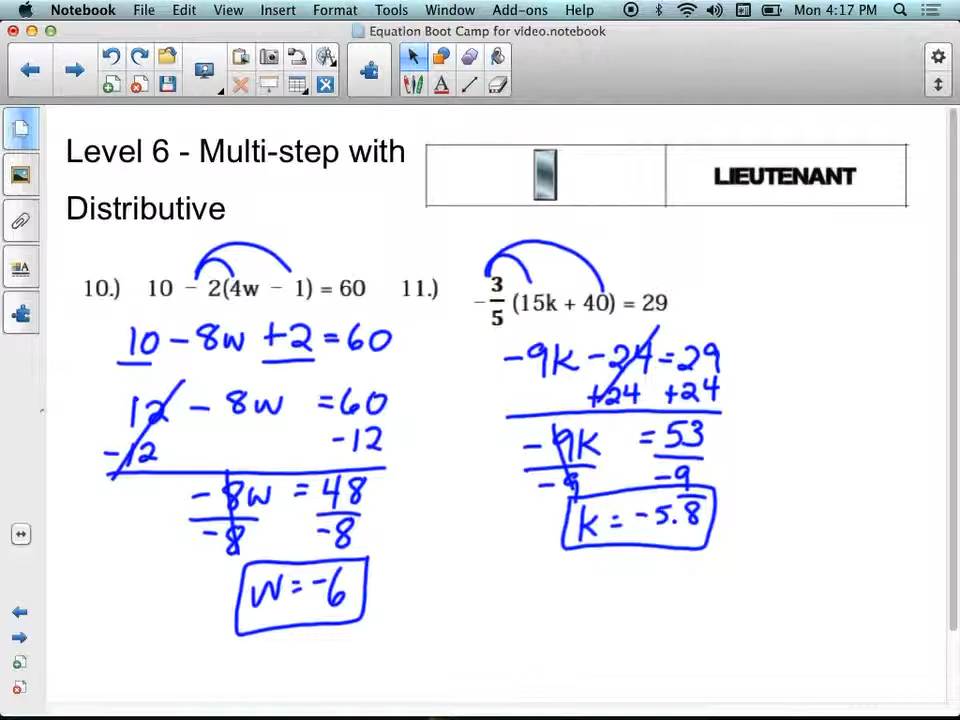 Notebook File Edit View Insert Format Tools Window Add-ons Help Mon 4:17 PM
Equation Boot Camp for video.notebook
Level 6 - Multi-step with
Distributive
LIEUTENANT
10.) 10 - 2(4w - 1) = 60
10 - 8w + 2 = 60
12 - 8w = 60
-12 -12
-8w = 48
-8 -8
w = -6
11.) -3/5 (15k + 40) = 29
-9k - 24 = 29
+24 +24
-9k = 53
-9 -9
k = -5.8